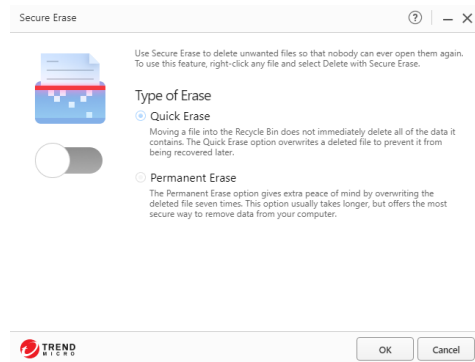 Secure Erase
Use Secure Erase to delete unwanted files so that nobody can ever open them again.
To use this feature, right-click any file and select Delete with Secure Erase.
Type of Erase
Quick Erase
Moving a file into the Recycle Bin does not immediately delete all of the data it
contains. The Quick Erase option overwrites a deleted file to prevent it from
being recovered later.
Permanent Erase
The Permanent Erase option gives extra peace of mind by overwriting the
deleted file seven times. This option usually takes longer, but offers the most
secure way to remove data from your computer.
TREND
MICRO
OK
Cancel